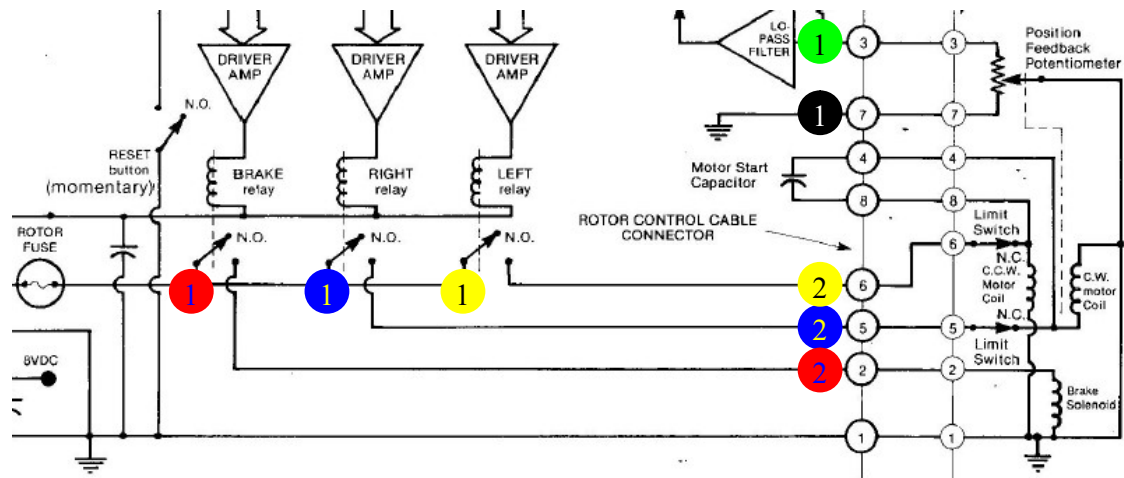 DRIVER
AMP
DRIVER
AMP
DRIVER
AMP
LO-
PASS
FILTER
1
3
3
Position
Feedback
Potentiometer
N.O.
1
7
7
RESET
button
(momentary)
BRAKE
relay
RIGHT
relay
LEFT
relay
Motor Start
Capacitor
4
4
8
8
ROTOR CONTROL CABLE
CONNECTOR
Limit
Switch
ROTOR
FUSE
N.O.
N.O.
N.O.
6
N.C.
C.C.W.
Motor
Coil
C.W.
motor
Coil
1
1
1
2
6
N.C.
2
5
5
Limit
Switch
8VDC
2
2
2
Brake
Solenoid
1
1